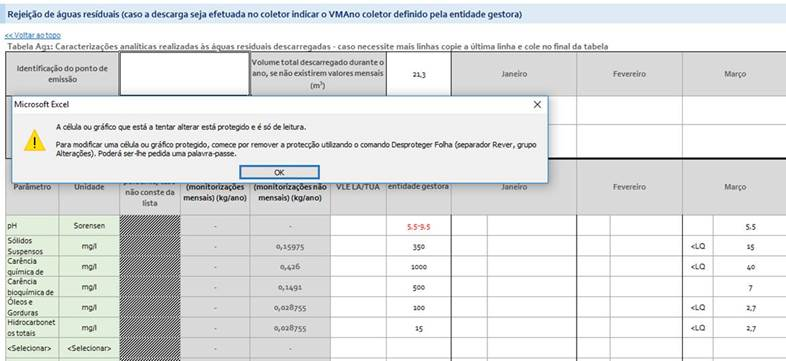 Rejeição de águas resíduais (caso a descarga seja efetuada no coletor indicar o VMAno coletor definido pela entidade gestora)
<< Voltar ao topo
Tabela Ag1: Caracterizações analíticas realizadas às águas residuais descarregadas - caso necessite mais linhas copie a última linha e cole no final da tabela
Identificação do ponto de emissão
Volume total descarregado durante o ano, se não existirem valores mensais (m³)
21,3
Janeiro
Fevereiro
Março
Microsoft Excel
A célula ou gráfico que está a tentar alterar está protegido e é só de leitura.
Para modificar uma célula ou gráfico protegido, comece por remover a protecção utilizando o comando Desproteger Folha (separador Rever, grupo
Alterações). Poderá ser-lhe pedida uma palavra-passe.
OK
Parâmetro
Unidade
não conste da lista
(monitorizações mensais) (kg/ano)
(monitorizações não mensais) (kg/ano)
VLE LA/TUA
entidade gestora
Janeiro
Fevereiro
Março
pH Sorensen - - 5.5-9.5 5.5
Sólidos Suspensos mg/l - 0,15975 350 <LQ 15
Carência química de mg/l - 0,426 1000 <LQ 40
Carência bioquímica de mg/l - 0,1491 500 7
Óleos e Gorduras mg/l - 0,028755 100 <LQ 2,7
Hidrocarbonetos totais mg/l - 0,028755 15 <LQ 2,7
<Selecionar> <Selecionar> - -